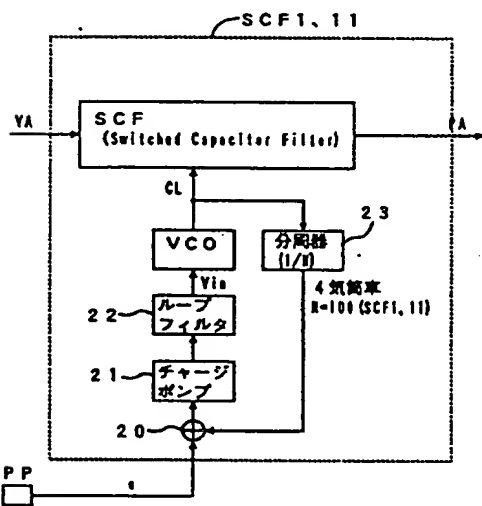 SCF1、11
VA
SCF
(Switched Capacitor Filter)
CL
VCO
分周器
(1/N)
23
Vin
4気筒車
N=100(SCF1、11)
22
ループ
フィルタ
21
チャージ
ポンプ
20
PP